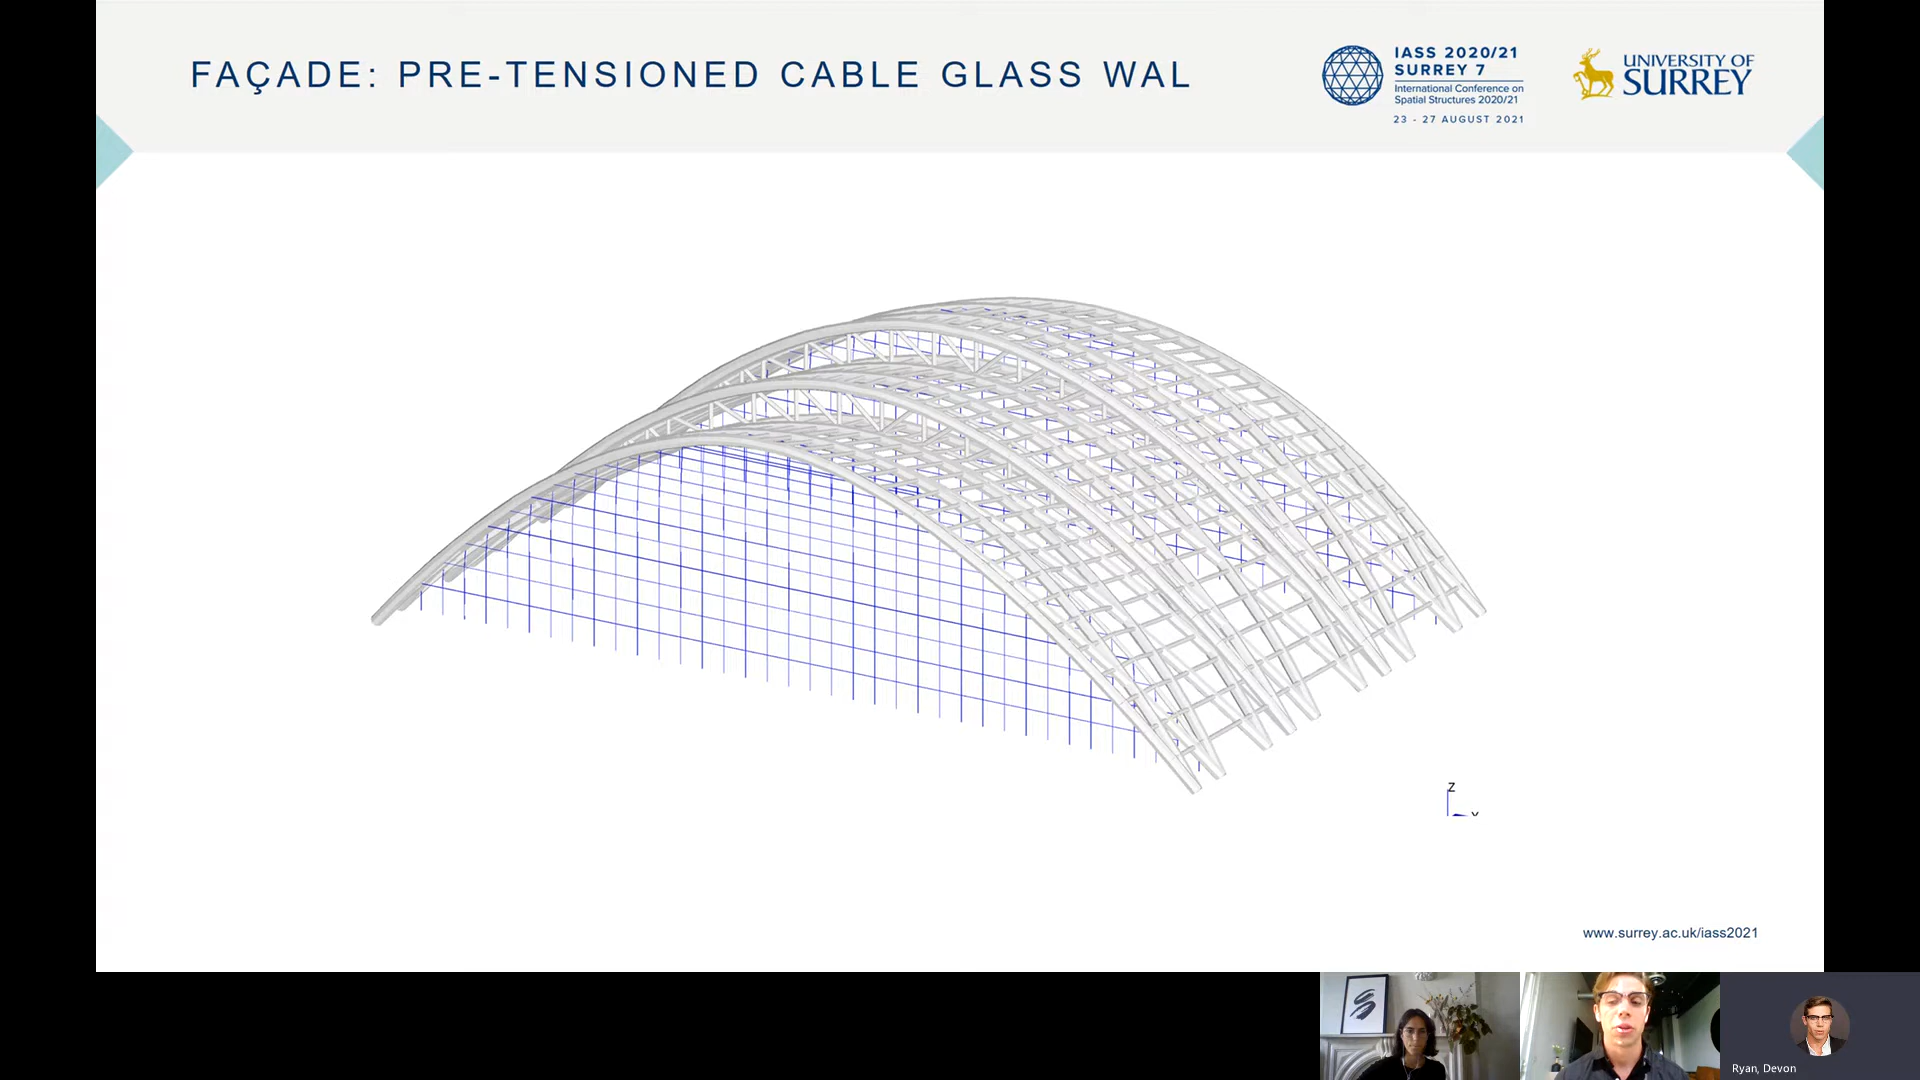 FAÇADE: PRE-TENSIONED CABLE GLASS WAL
IASS 2020/21
SURREY 7
International Conference on
Spatial Structures 2020/21
23 - 27 AUGUST 2021
UNIVERSITY OF
SURREY
Z
Y
www.surrey.ac.uk/iass2021
Ryan, Devon